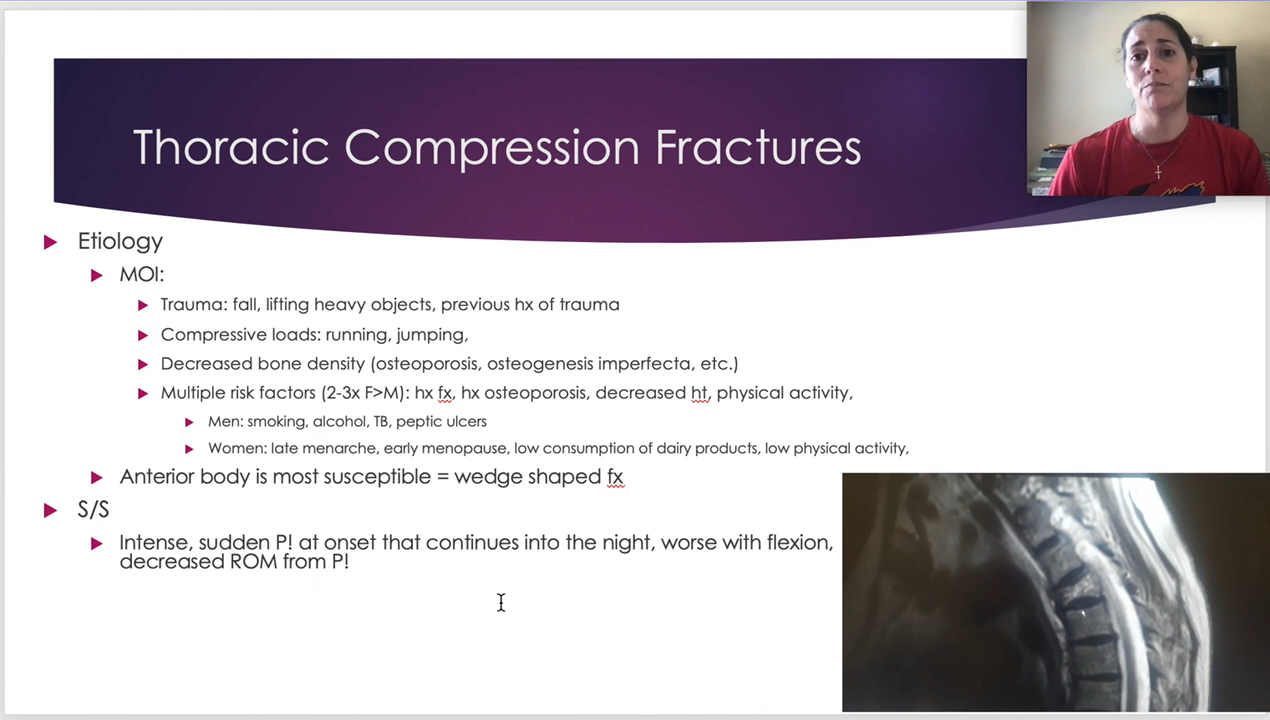 Thoracic Compression Fractures
Etiology
MOI:
Trauma: fall, lifting heavy objects, previous hx of trauma
Compressive loads: running, jumping,
Decreased bone density (osteoporosis, osteogenesis imperfecta, etc.)
Multiple risk factors (2-3x F>M): hx fx, hx osteoporosis, decreased ht, physical activity,
Men: smoking, alcohol, TB, peptic ulcers
Women: late menarche, early menopause, low consumption of dairy products, low physical activity,
Anterior body is most susceptible = wedge shaped fx
S/S
Intense, sudden P! at onset that continues into the night, worse with flexion,
decreased ROM from P!